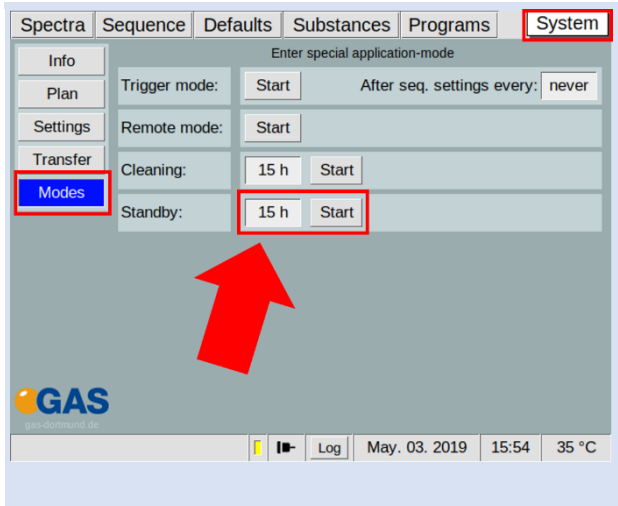 Spectra Sequence Defaults Substances Programs System
Info
Plan
Settings
Transfer
Modes
Enter special application-mode
Trigger mode: Start After seq. settings every: never
Remote mode: Start
Cleaning: 15 h Start
Standby: 15 h Start
GAS
gas-dortmund.de
Log May. 03. 2019 15:54 35 °C